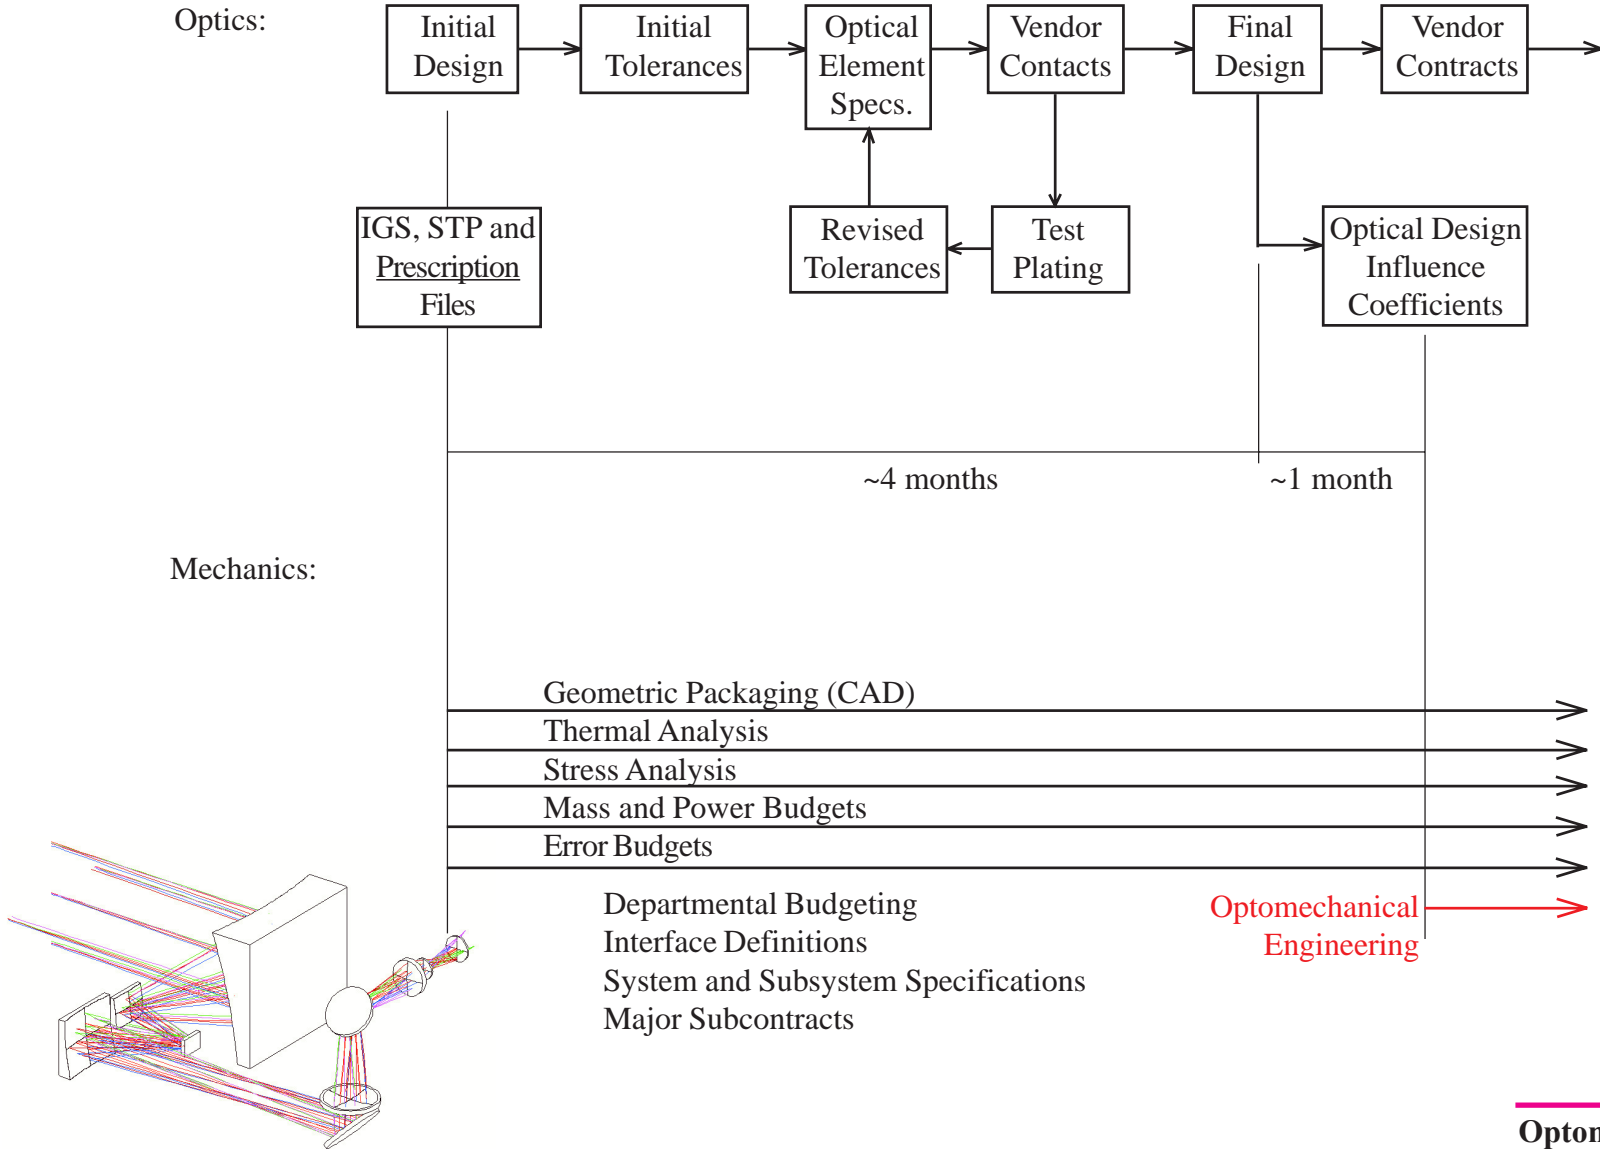 Optics:
Initial
Design
Initial
Tolerances
Optical
Element
Specs.
Vendor
Contacts
Final
Design
Vendor
Contracts
IGS, STP and
Prescription
Files
Revised
Tolerances
Test
Plating
Optical Design
Influence
Coefficients
~4 months
~1 month
Mechanics:
Geometric Packaging (CAD)
Thermal Analysis
Stress Analysis
Mass and Power Budgets
Error Budgets
Departmental Budgeting
Interface Definitions
System and Subsystem Specifications
Major Subcontracts
Optomechanical
Engineering
Opton